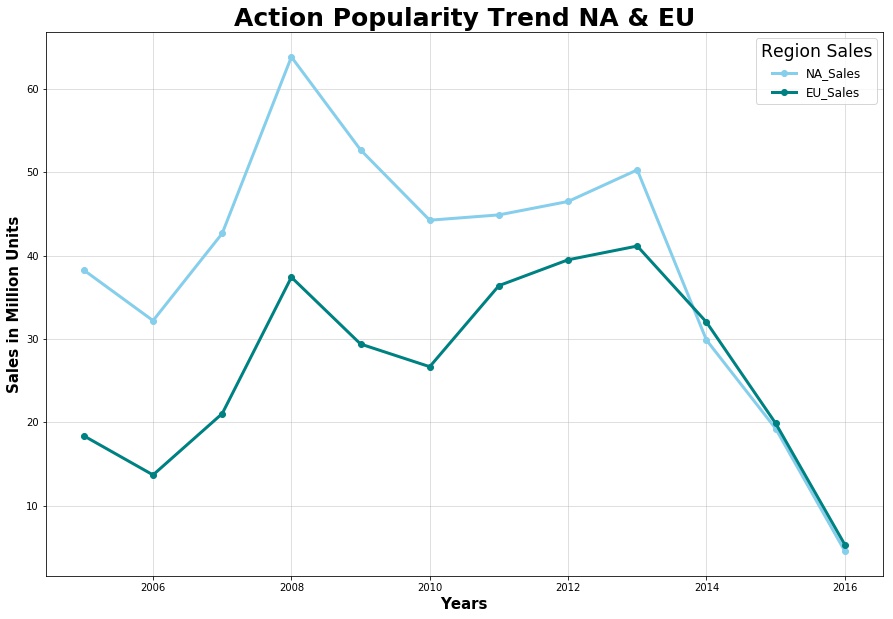 Action Popularity Trend NA & EU
Region Sales
NA_Sales
EU_Sales
Sales in Million Units
60
50
40
30
20
10
2006 2008 2010 2012 2014 2016
Years